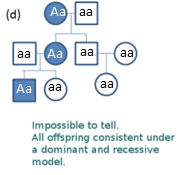 (d)
Aa aa
aa Aa aa aa
Aa aa aa
Impossible to tell.
All offspring consistent under
a dominant and recessive
model.